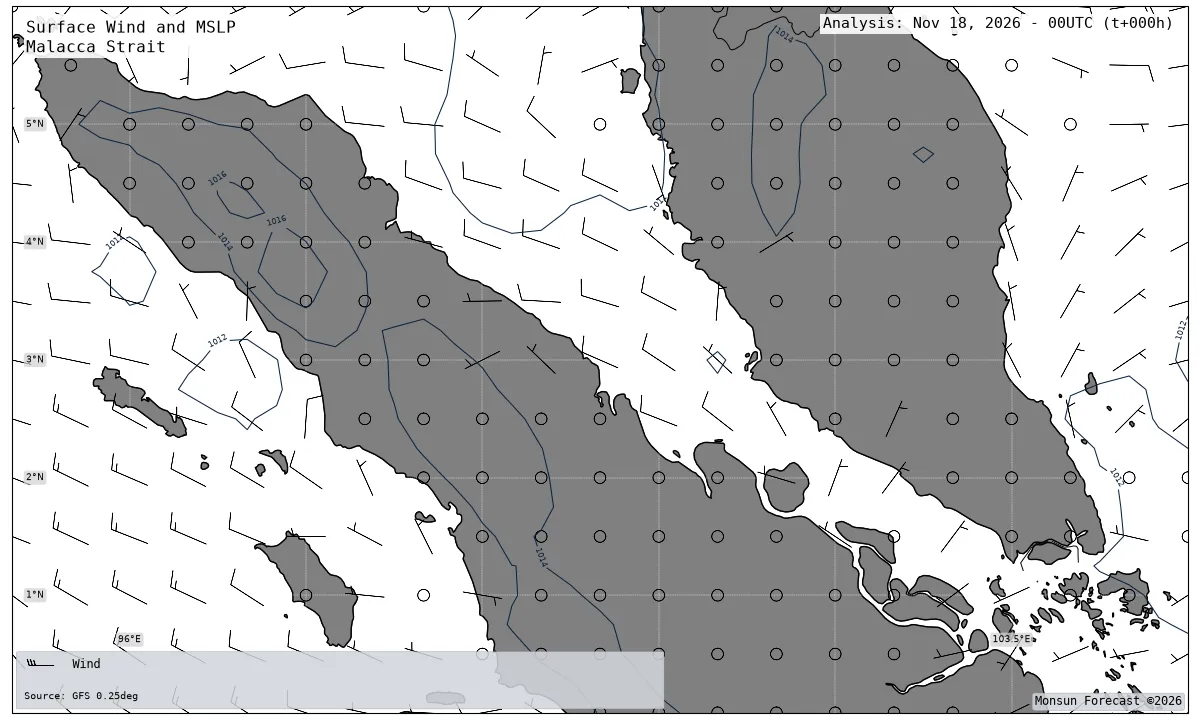 Surface Wind and MSLP
Malacca Strait
Analysis: Nov 18, 2026 - 00UTC (t+000h)
1014
5°N
1016
1012
1016
4°N
1012
1014
1012
1012
3°N
2°N
1012
1014
1°N
96°E
103.5°E
Wind
Source: GFS 0.25deg
Monsun Forecast ©2026